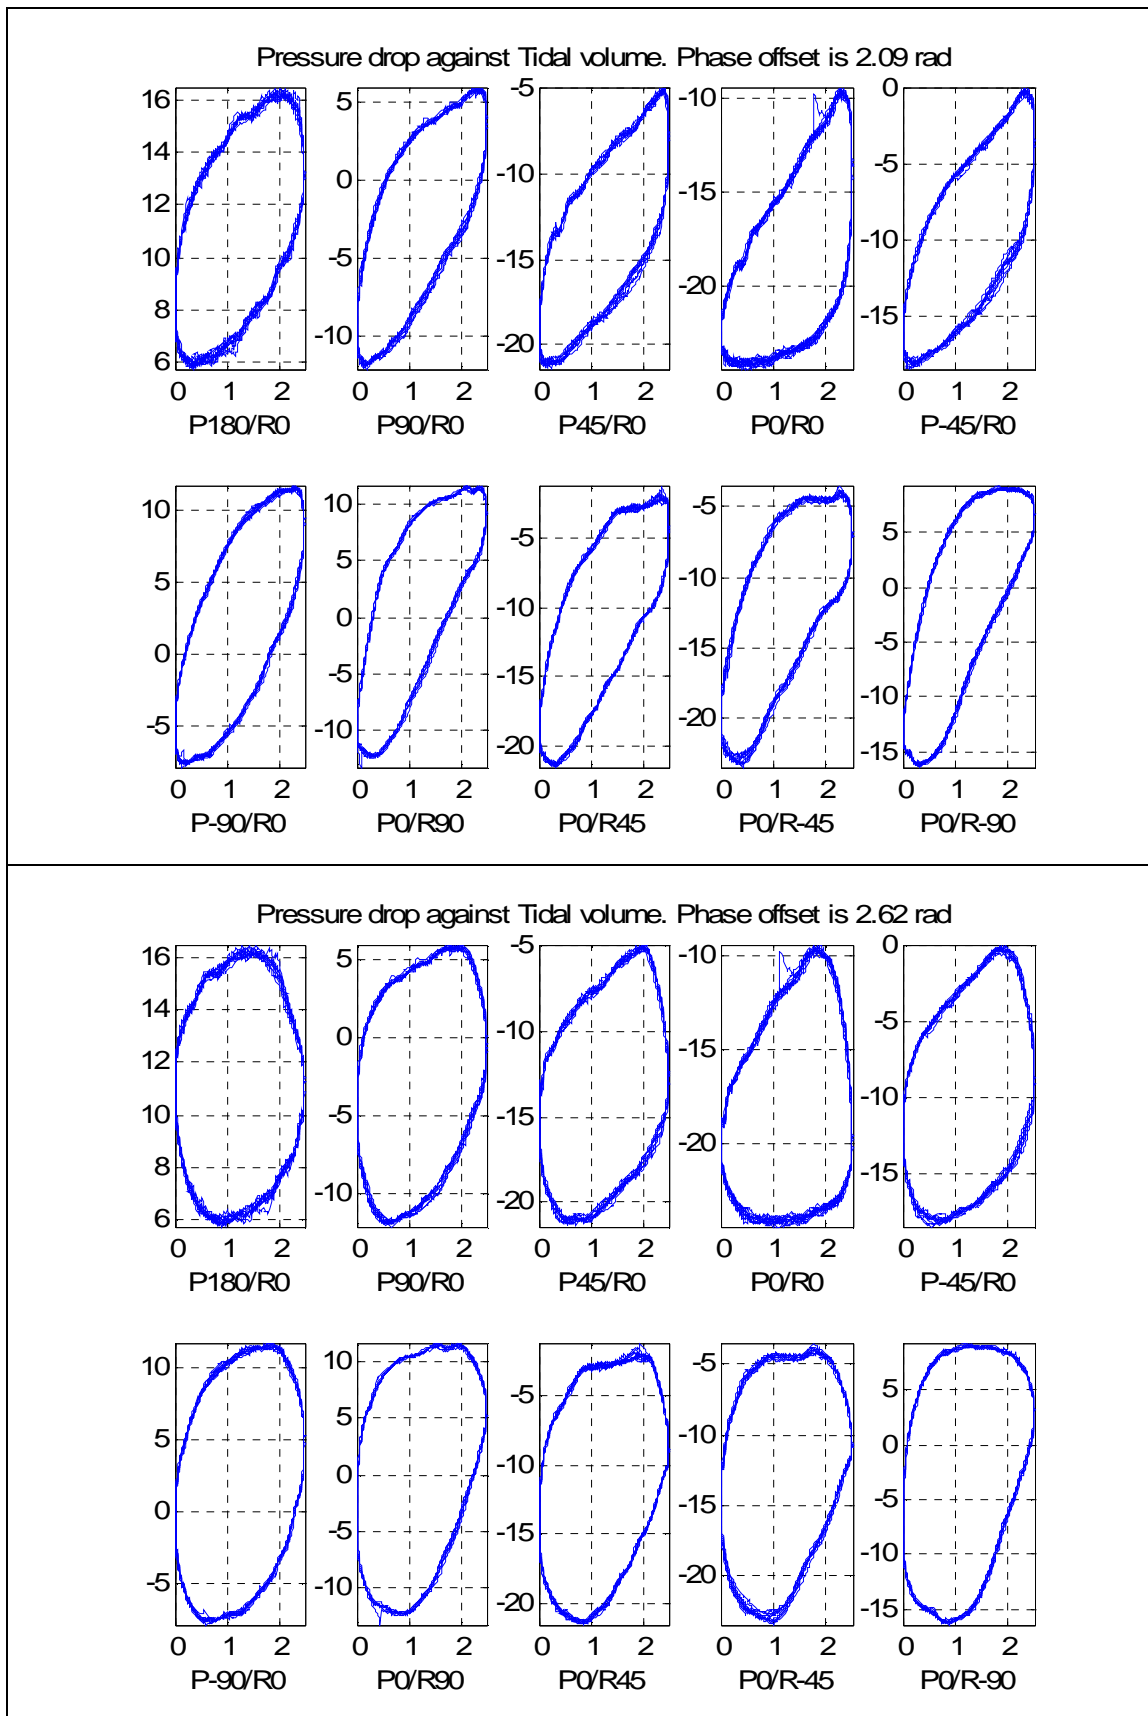 Pressure drop against Tidal volume. Phase offset is 2.09 rad
16 14 12 10 8 6
0 1 2
P180/R0
5 0 -5 -10
0 1 2
P90/R0
-5 -10 -15 -20
0 1 2
P45/R0
-10 -15 -20
0 1 2
P0/R0
0 -5 -10 -15
0 1 2
P-45/R0
10 5 0 -5
0 1 2
P-90/R0
10 5 0 -5 -10
0 1 2
P0/R90
-5 -10 -15 -20
0 1 2
P0/R45
-5 -10 -15 -20
0 1 2
P0/R-45
5 0 -5 -10 -15
0 1 2
P0/R-90
Pressure drop against Tidal volume. Phase offset is 2.62 rad
16 14 12 10 8 6
0 1 2
P180/R0
5 0 -5 -10
0 1 2
P90/R0
-5 -10 -15 -20
0 1 2
P45/R0
-10 -15 -20
0 1 2
P0/R0
0 -5 -10 -15
0 1 2
P-45/R0
10 5 0 -5
0 1 2
P-90/R0
10 5 0 -5 -10
0 1 2
P0/R90
-5 -10 -15 -20
0 1 2
P0/R45
-5 -10 -15 -20
0 1 2
P0/R-45
5 0 -5 -10 -15
0 1 2
P0/R-90